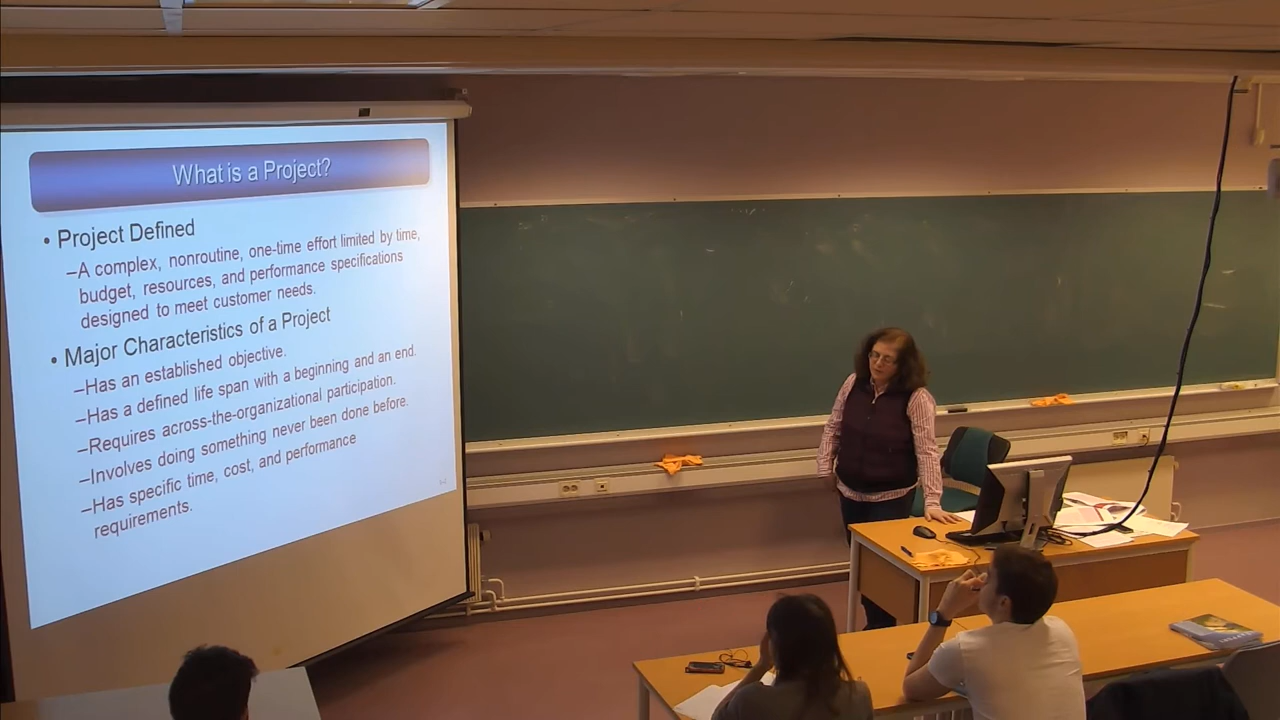 What is a Project?
• Project Defined
–A complex, nonroutine, one-time effort limited by time,
budget, resources, and performance specifications
designed to meet customer needs.
• Major Characteristics of a Project
–Has an established objective.
–Has a defined life span with a beginning and an end.
–Requires across-the-organizational participation.
–Involves doing something never been done before.
–Has specific time, cost, and performance
requirements.